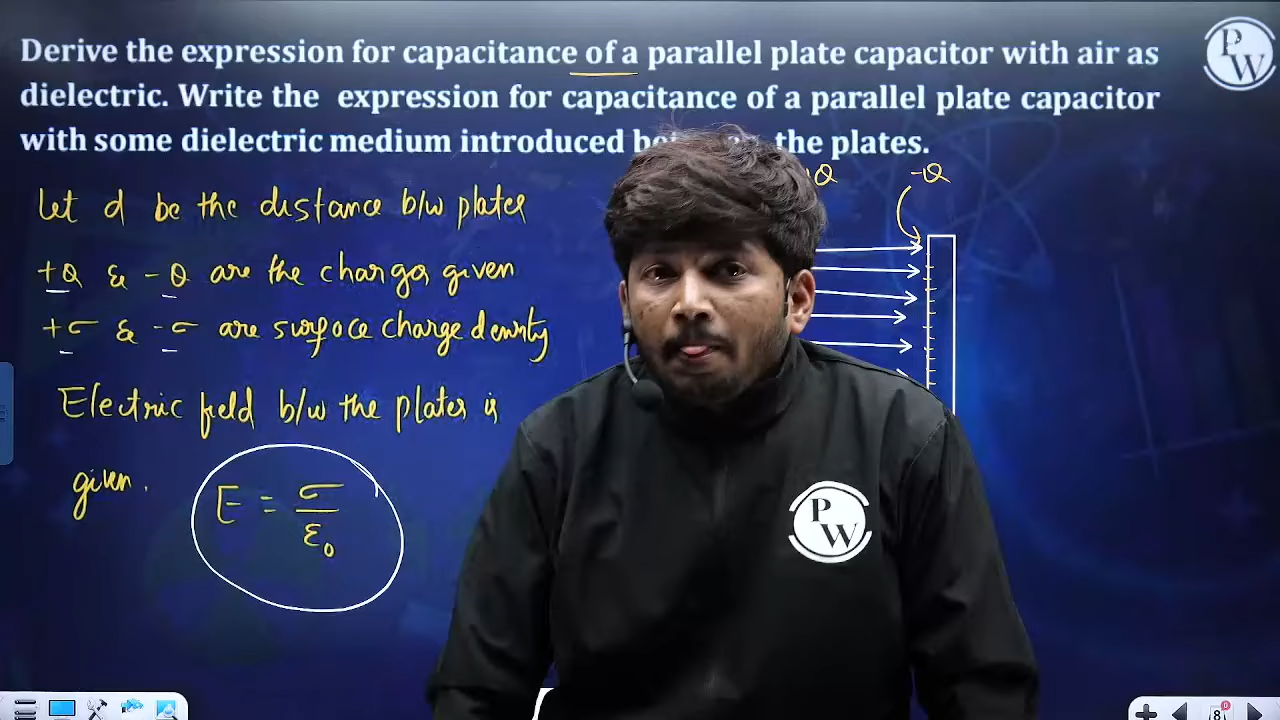 Derive the expression for capacitance of a parallel plate capacitor with air as
dielectric. Write the expression for capacitance of a parallel plate capacitor
with some dielectric medium introduced the plates.
P W
Let d be the distance b/w plates
+Q & -Q are the charges given
+σ & -σ are surface charge density
Electric field b/w the plates is
given.
E = σ/ε₀
+Q
-Q
P W
8